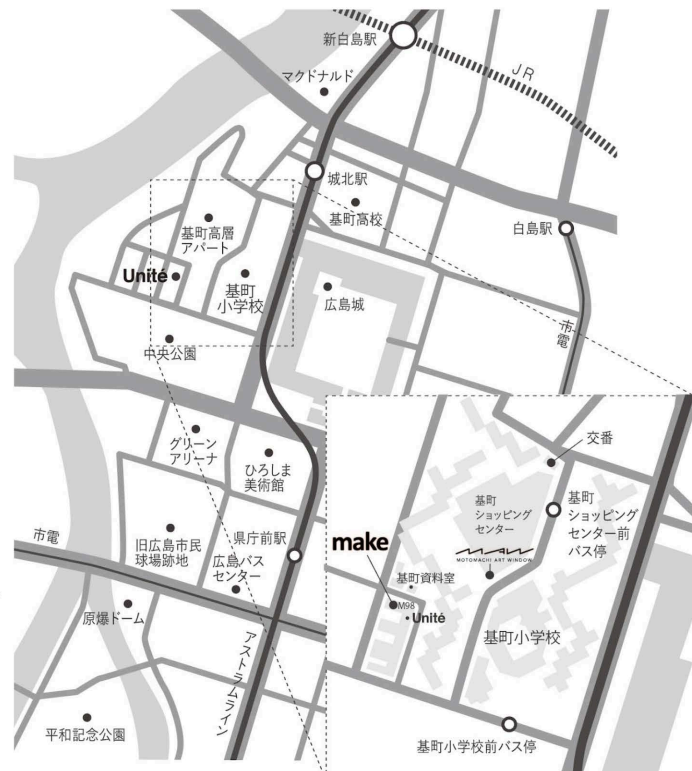 新白島駅
JR
マクドナルド
城北駅
基町高校
白島駅
基町高層
アパート
Unité
基町
小学校
広島城
市電
中央公園
グリーン
アリーナ
ひろしま
美術館
市電
旧広島市民
球場跡地
県庁前駅
広島バス
センター
原爆ドーム
アストラムライン
平和記念公園
交番
基町
ショッピング
センター
基町
ショッピング
センター前
バス停
make
MAW
MOTOMACHI ART WINDOW
基町資料室
M98
Unité
基町小学校
基町小学校前バス停